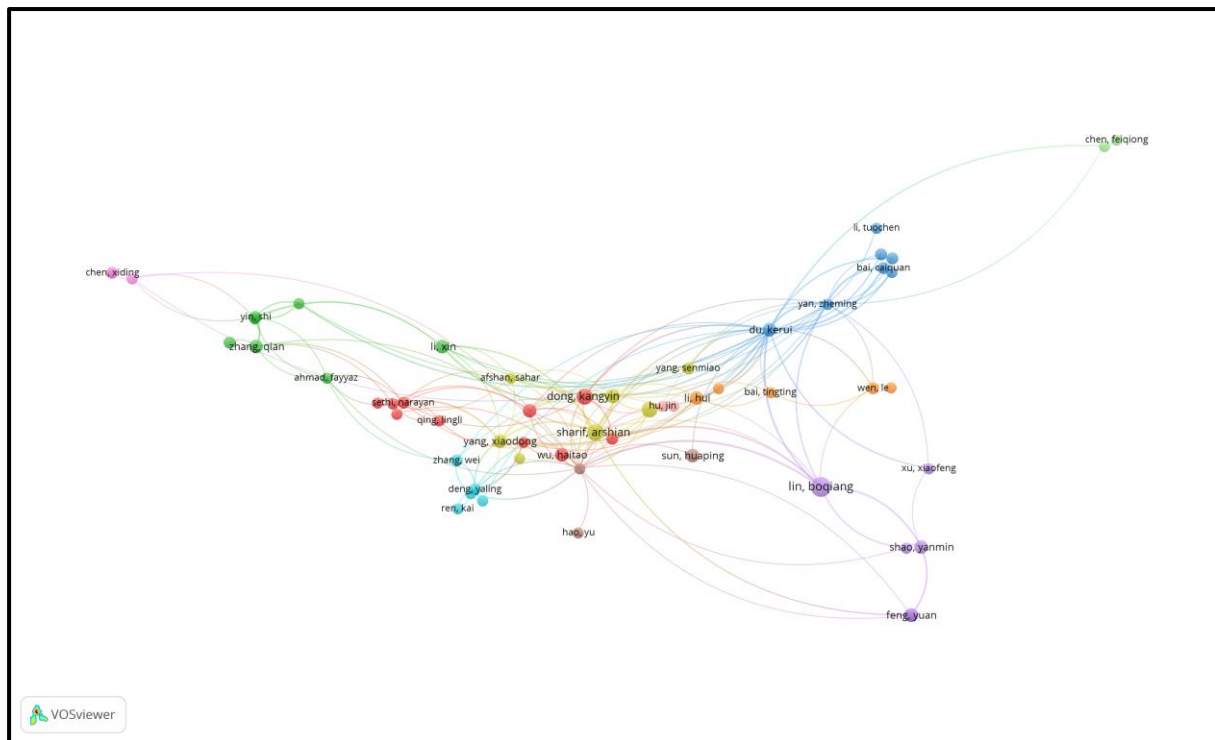 chen, feiqiong
li, tuochen
bai, caiquan
chen, xiding
yan, zheming
yin, shi
du, kerui
zhang, qian
li, xin
yang, senmiao
ahmad, fayyaz
afshan, sahar
wen, le
bai, tingting
dong, kangyin
li, hui
sethi, narayan
hu, jin
qing, lingli
sharif, arshian
yang, xiaodong
wu, haitao
sun, huaping
zhang, wei
xu, xiaofeng
lin, boqiang
deng, yaling
ren, kai
hao, yu
shao, yanmin
feng, yuan
VOSviewer